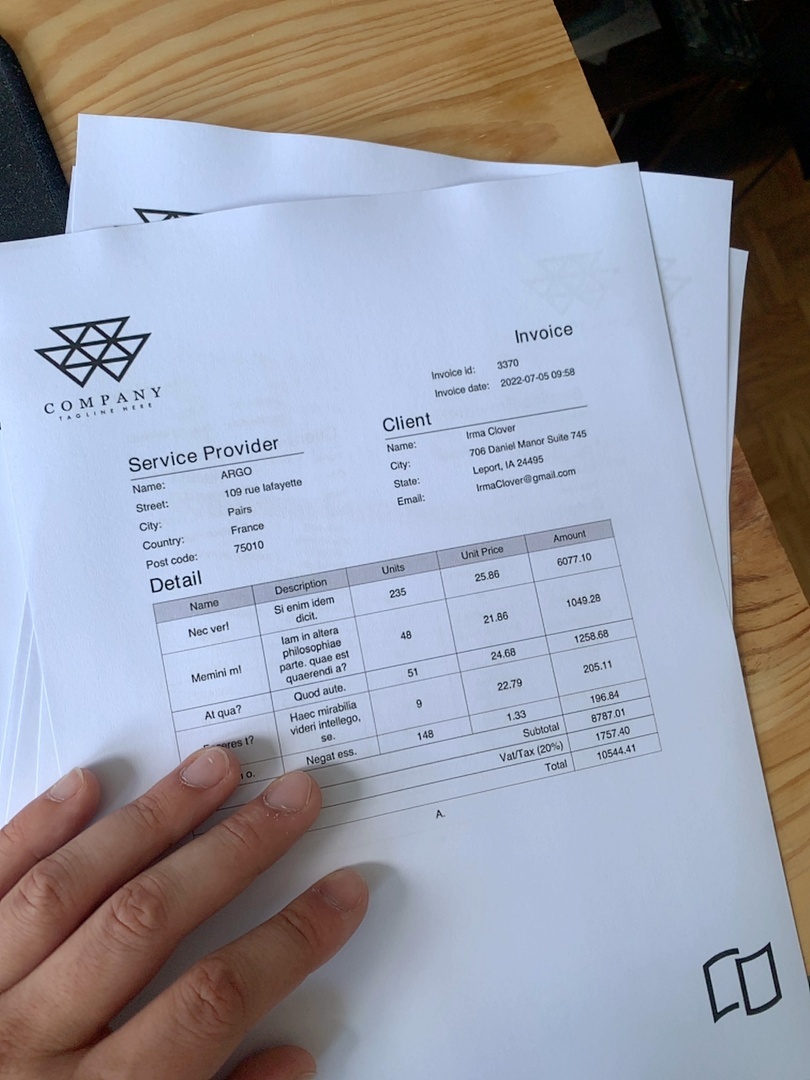 COMPANY
TAGLINE HERE
Invoice
Invoice id: 3370
Invoice date: 2022-07-05 09:58
Service Provider
Name: ARGO
Street: 109 rue lafayette
City: Pairs
Country: France
Post code: 75010
Client
Name: Irma Clover
City: 706 Daniel Manor Suite 745
State: Leport, IA 24495
Email: IrmaClover@gmail.com
Detail
Name Description Units Unit Price Amount
Nec ver! Si enim idem 235 25.86 6077.10
dicit.
Memini m! Iam in altera 48 21.86 1049.28
philosophiae
parte. quae est
quaerendi a?
At qua? Quod aute. 51 24.68 1258.68
t? Haec mirabilia 9 22.79 205.11
videri intellego,
se.
o. Negat ess. 148 1.33 196.84
Subtotal 8787.01
Vat/Tax (20%) 1757.40
Total 10544.41
A.